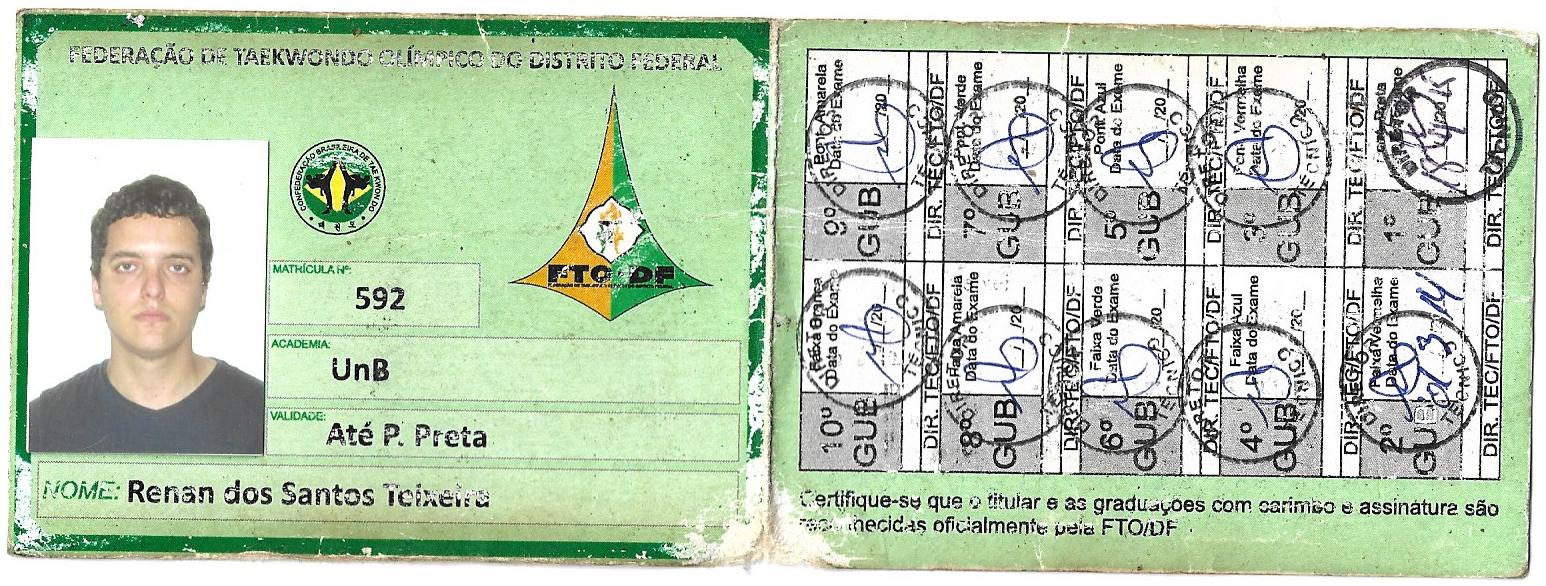 FEDERAÇÃO DE TAEKWONDO OLÍMPICO DO DISTRITO FEDERAL
CONFEDERAÇÃO BRASILEIRA DE TAEKWONDO
태권도
FTO DF
MATRÍCULA Nº:
592
ACADEMIA:
UnB
VALIDADE:
Até P. Preta
NOME: Renan dos Santos Teixeira
9º GUB
Pont Amarela
Data do Exame
/20
DIR. TEC/FTO/DF
7º GUB
Pont Verde
Data do Exame
/20
DIR. TEC/FTO/DF
5º GUB
Pont Azul
Data do Exame
/20
DIR. TEC/FTO/DF
3º GUB
Pont Vermelha
Data do Exame
/20
DIR. TEC/FTO/DF
1º GUB
Preta
Exame
DIR. TEC/FTO/DF
10º GUB
Faixa Branca
Data do Exame
/20
DIR. TEC/FTO/DF
8º GUB
Faixa Amarela
Data do Exame
/20
DIR. TEC/FTO/DF
6º GUB
Faixa Verde
Data do Exame
/20
DIR. TEC/FTO/DF
4º GUB
Faixa Azul
Data do Exame
/20
DIR. TEC/FTO/DF
2º GUB
Faixa Vermelha
Data do Exame
DIR. TEC/FTO/DF
Certifique-se que o titular e as graduações com carimbo e assinatura são
reconhecidas oficialmente pela FTO/DF